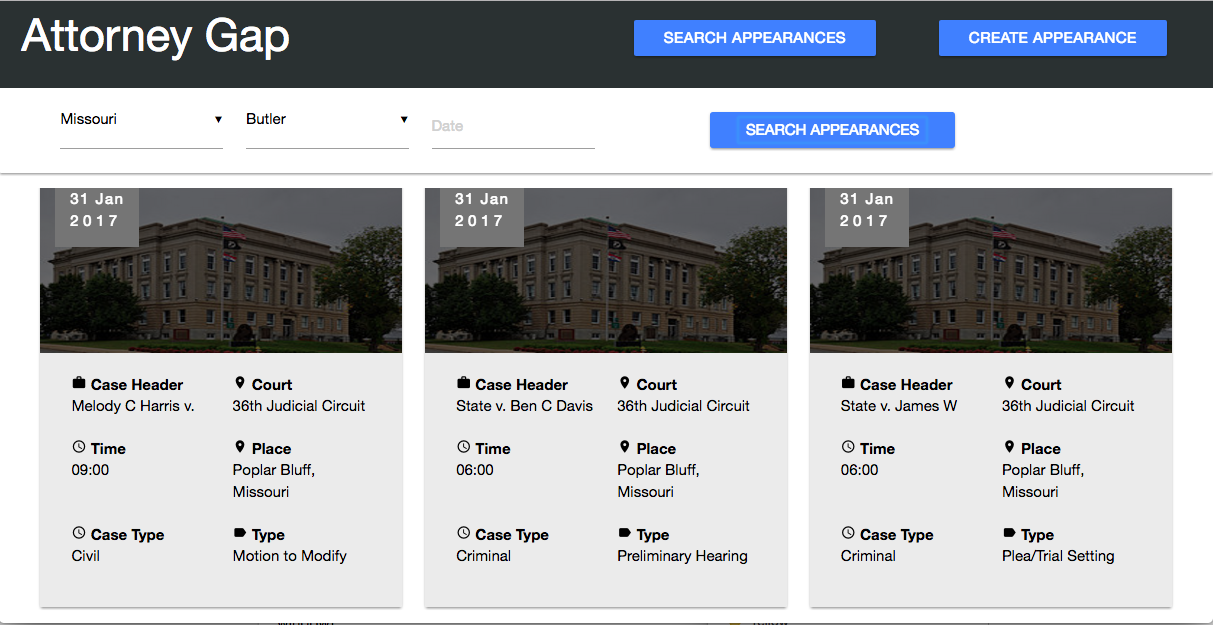 Attorney Gap
SEARCH APPEARANCES
CREATE APPEARANCE
Missouri ▼
Butler ▼
Date
SEARCH APPEARANCES
31 Jan
2017
Case Header
Melody C Harris v.
Court
36th Judicial Circuit
Time
09:00
Place
Poplar Bluff,
Missouri
Case Type
Civil
Type
Motion to Modify
31 Jan
2017
Case Header
State v. Ben C Davis
Court
36th Judicial Circuit
Time
06:00
Place
Poplar Bluff,
Missouri
Case Type
Criminal
Type
Preliminary Hearing
31 Jan
2017
Case Header
State v. James W
Court
36th Judicial Circuit
Time
06:00
Place
Poplar Bluff,
Missouri
Case Type
Criminal
Type
Plea/Trial Setting